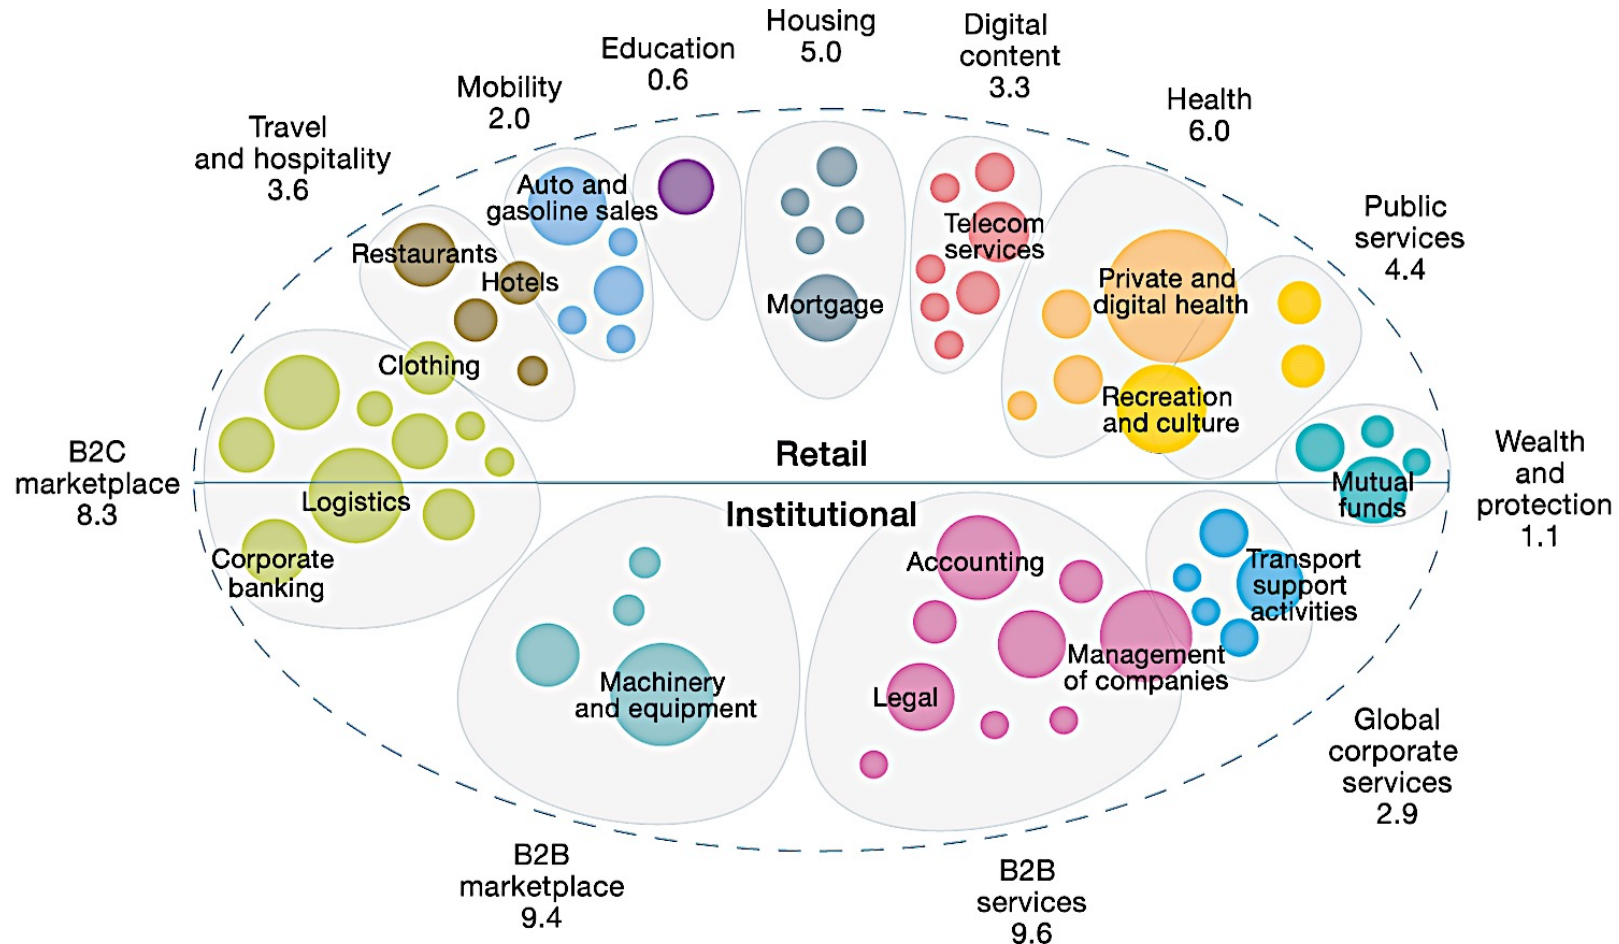 Housing
5.0
Digital
content
3.3
Education
0.6
Mobility
2.0
Health
6.0
Travel
and hospitality
3.6
Public
services
4.4
Auto and
gasoline sales
Restaurants
Hotels
Telecom
services
Private and
digital health
Mortgage
Clothing
Recreation
and culture
B2C
marketplace
8.3
Retail
Wealth
and
protection
1.1
Mutual
funds
Logistics
Institutional
Corporate
banking
Accounting
Transport
support
activities
Machinery
and equipment
Management
of companies
Legal
Global
corporate
services
2.9
B2B
marketplace
9.4
B2B
services
9.6